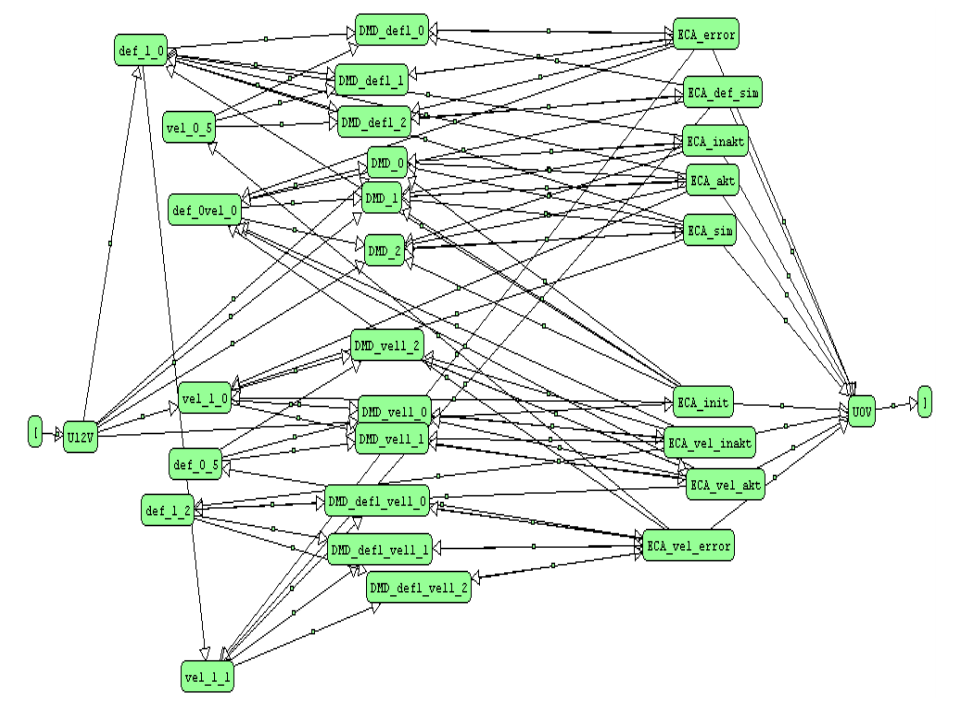 DMD_defl_0
ECA_error
def_1_0
DMD_defl_1
ECA_def_sim
DMD_defl_2
vel_0_5
ECA_inakt
DMD_0
ECA_akt
DMD_1
def_0vel_0
ECA_sim
DMD_2
DMD_vell_2
vel_1_0
ECA_init
DMD_vell_0
U0V
]
[
U12V
DMD_vell_1
ECA_vel_inakt
def_0_5
ECA_vel_akt
DMD_defl_vell_0
def_1_2
ECA_vel_error
DMD_defl_vell_1
DMD_defl_vell_2
vel_1_1